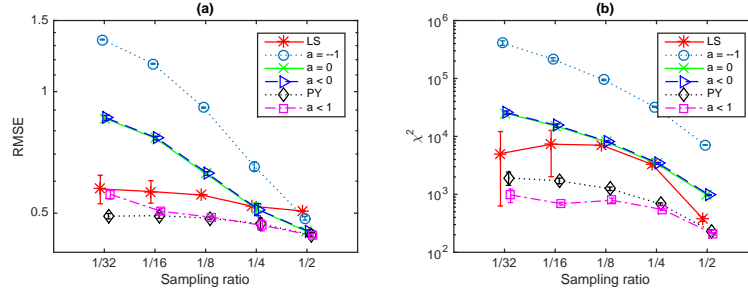 (a)
1.5
1
0.5
RMSE
LS
a = --1
a = 0
a < 0
PY
a < 1
1/32 1/16 1/8 1/4 1/2
Sampling ratio
(b)
10^6
10^5
10^4
10^3
10^2
χ^2
LS
a = --1
a = 0
a < 0
PY
a < 1
1/32 1/16 1/8 1/4 1/2
Sampling ratio